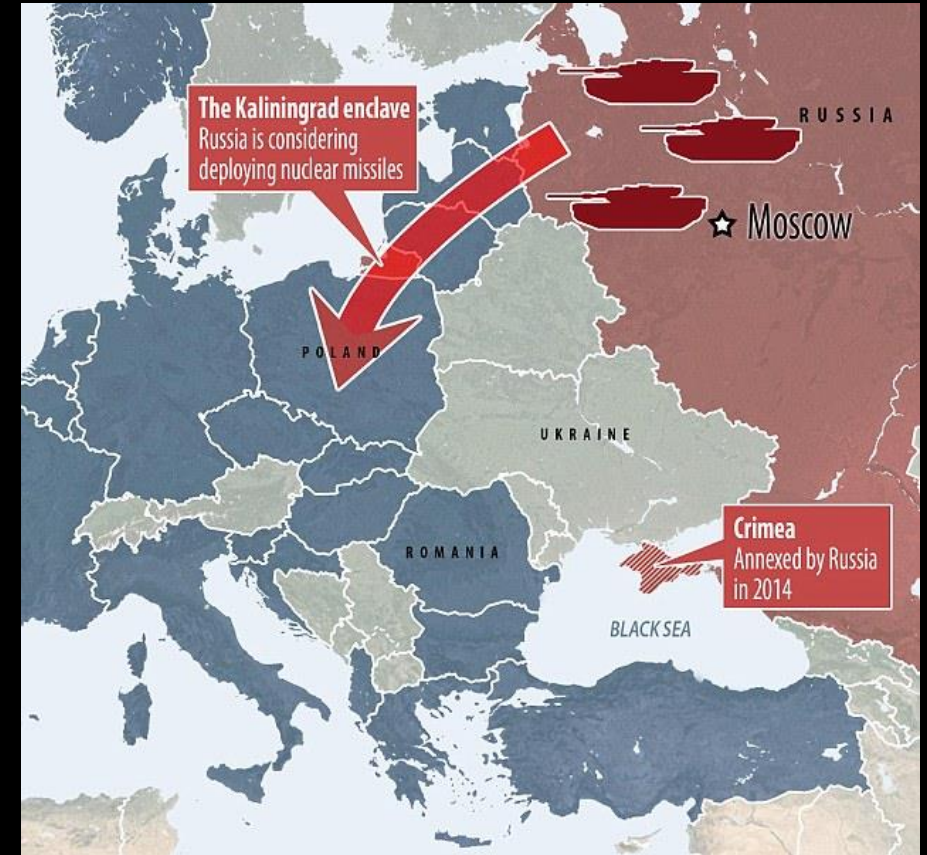 The Kaliningrad enclave
Russia is considering
deploying nuclear missiles
RUSSIA
Moscow
POLAND
UKRAINE
ROMANIA
Crimea
Annexed by Russia
in 2014
BLACK SEA